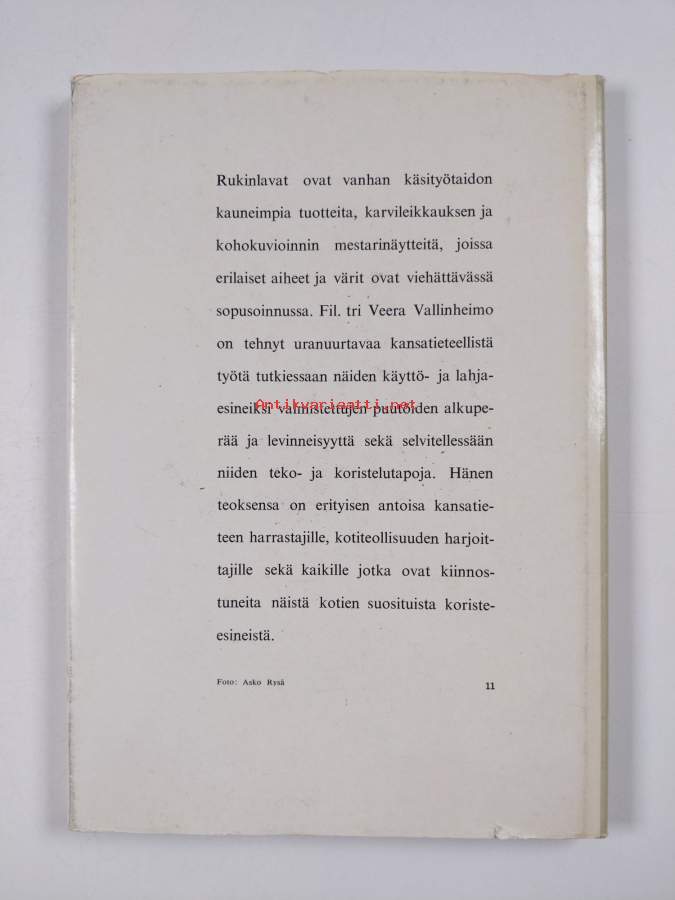 Rukinlavat ovat vanhan käsityötaidon
kauneimpia tuotteita, karvileikkauksen ja
kohokuvioinnin mestarinäytteitä, joissa
erilaiset aiheet ja värit ovat viehättävässä
sopusoinnussa. Fil. tri Veera Vallinheimo
on tehnyt uranuurtavaa kansatieteellistä
työtä tutkiessaan näiden käyttö- ja lahja-
esineiksi valmistettujen puutöiden alkupe-
Antikvariaatti.net
rää ja levinneisyyttä sekä selvitellessään
niiden teko- ja koristelutapoja. Hänen
teoksensa on erityisen antoisa kansatie-
teen harrastajille, kotiteollisuuden harjoit-
tajille sekä kaikille jotka ovat kiinnos-
tuneita näistä kotien suosituista koriste-
esineistä.
Foto: Asko Rysä 11